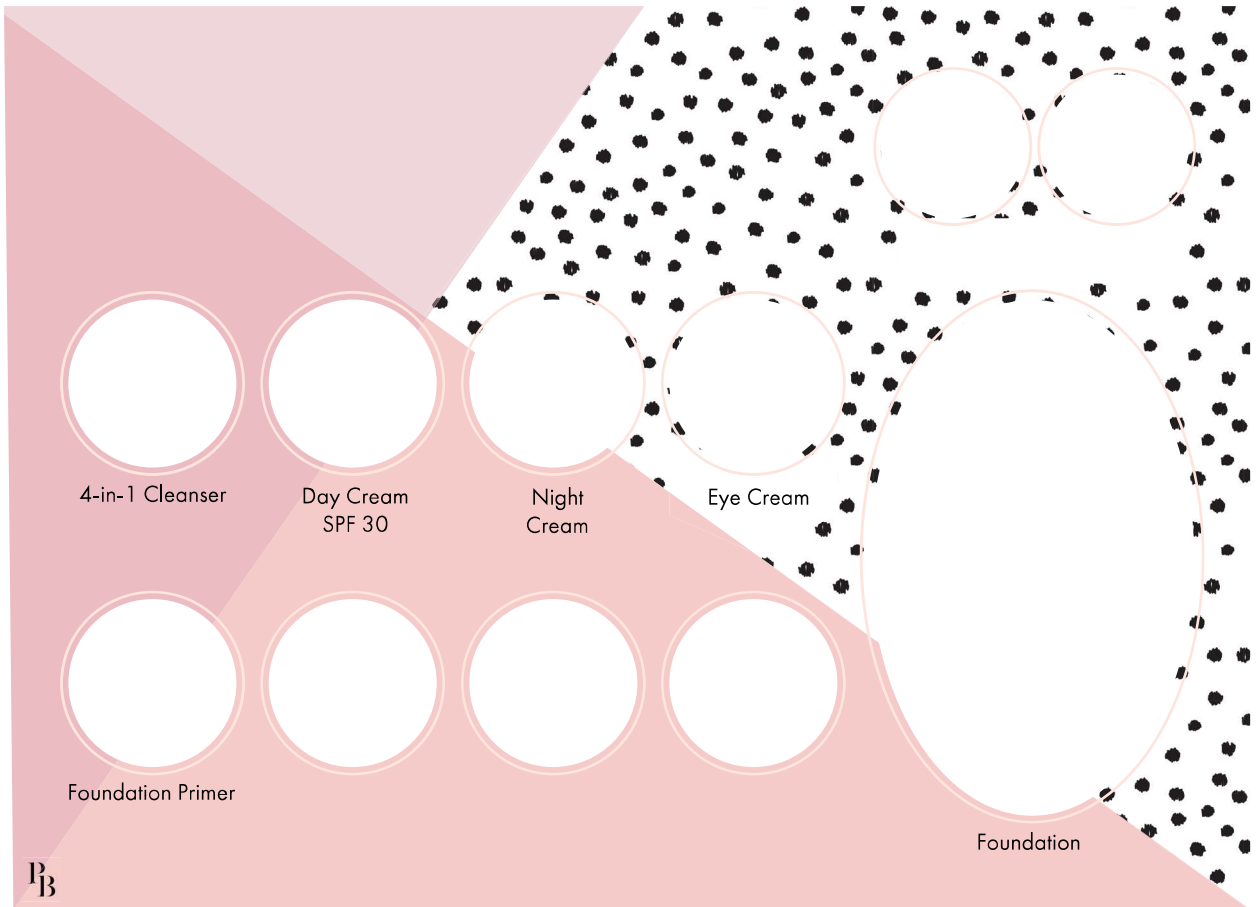 4-in-1 Cleanser
Day Cream
SPF 30
Night
Cream
Eye Cream
Foundation Primer
Foundation
PB